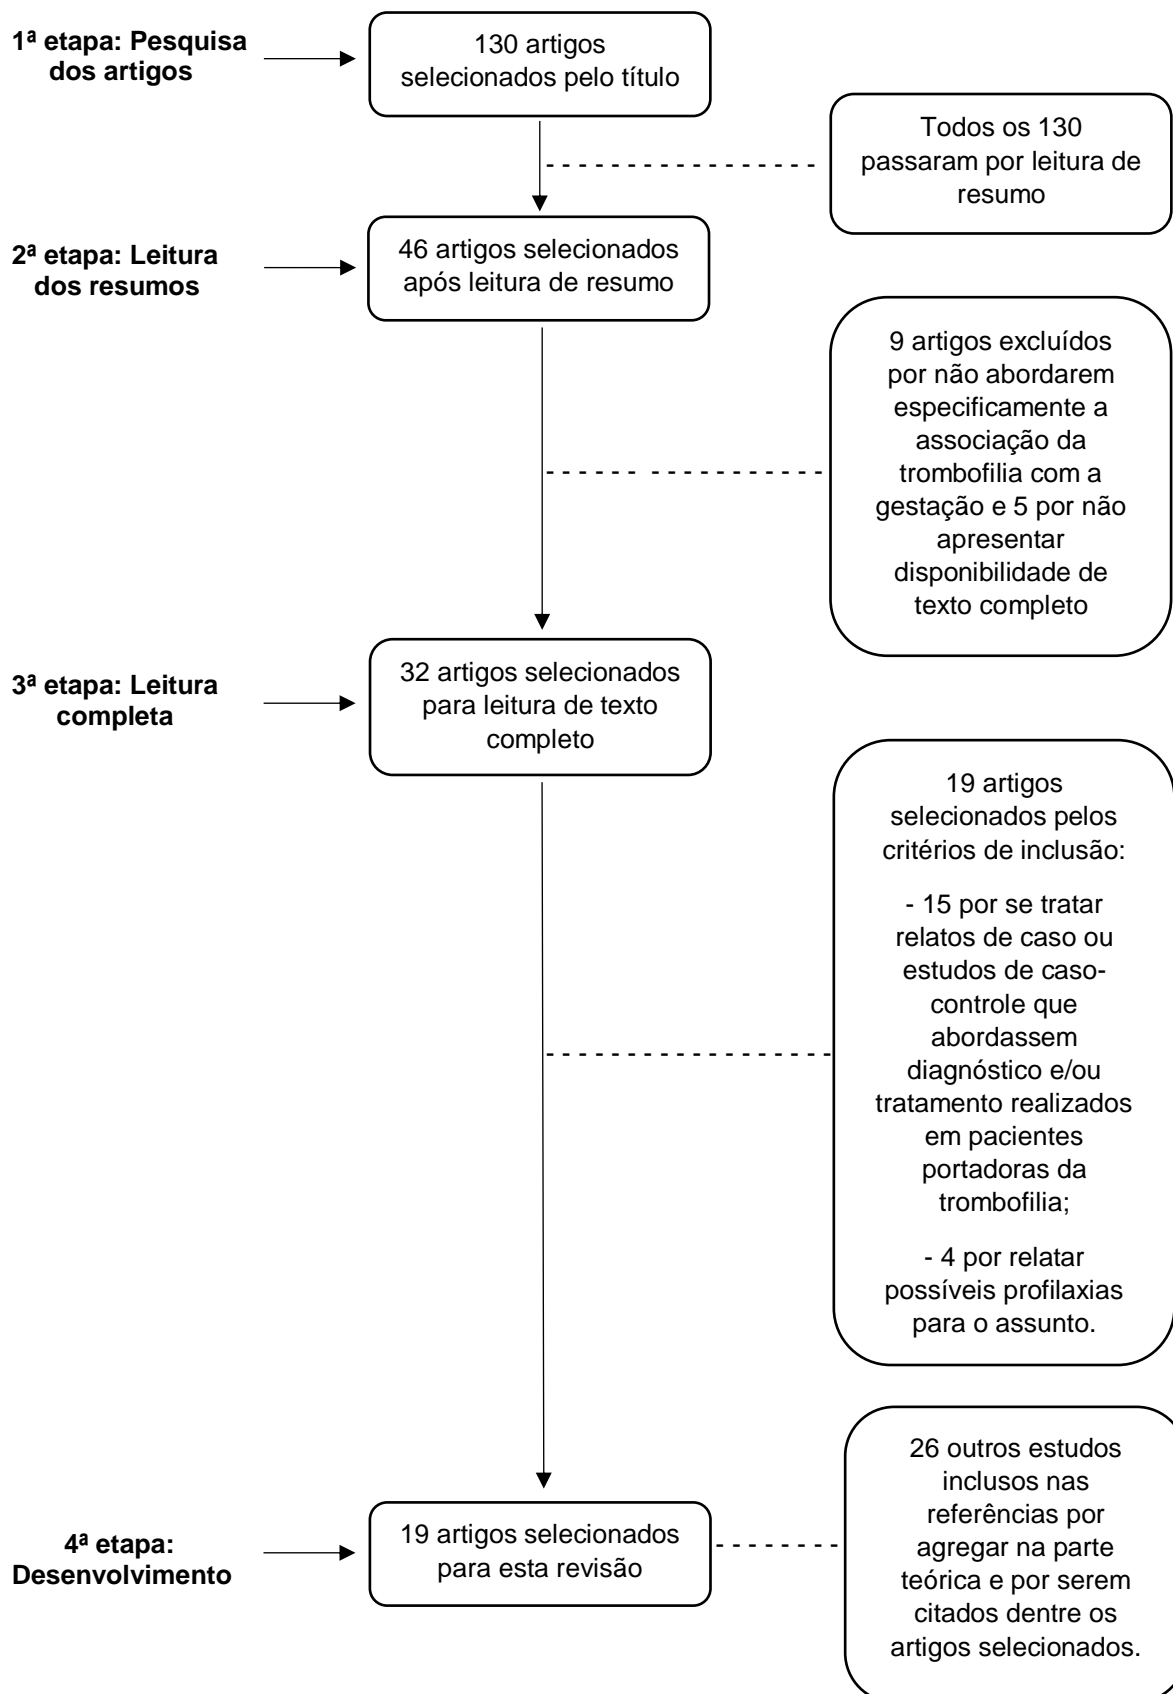 1ª etapa: Pesquisa
dos artigos
130 artigos
selecionados pelo título
Todos os 130
passaram por leitura de
resumo
2ª etapa: Leitura
dos resumos
46 artigos selecionados
após leitura de resumo
9 artigos excluídos
por não abordarem
especificamente a
associação da
trombofilia com a
gestação e 5 por não
apresentar
disponibilidade de
texto completo
3ª etapa: Leitura
completa
32 artigos selecionados
para leitura de texto
completo
19 artigos
selecionados pelos
critérios de inclusão:
- 15 por se tratar
relatos de caso ou
estudos de caso-
controle que
abordassem
diagnóstico e/ou
tratamento realizados
em pacientes
portadoras da
trombofilia;
- 4 por relatar
possíveis profilaxias
para o assunto.
4ª etapa:
Desenvolvimento
19 artigos selecionados
para esta revisão
26 outros estudos
inclusos nas
referências por
agregar na parte
teórica e por serem
citados dentre os
artigos selecionados.